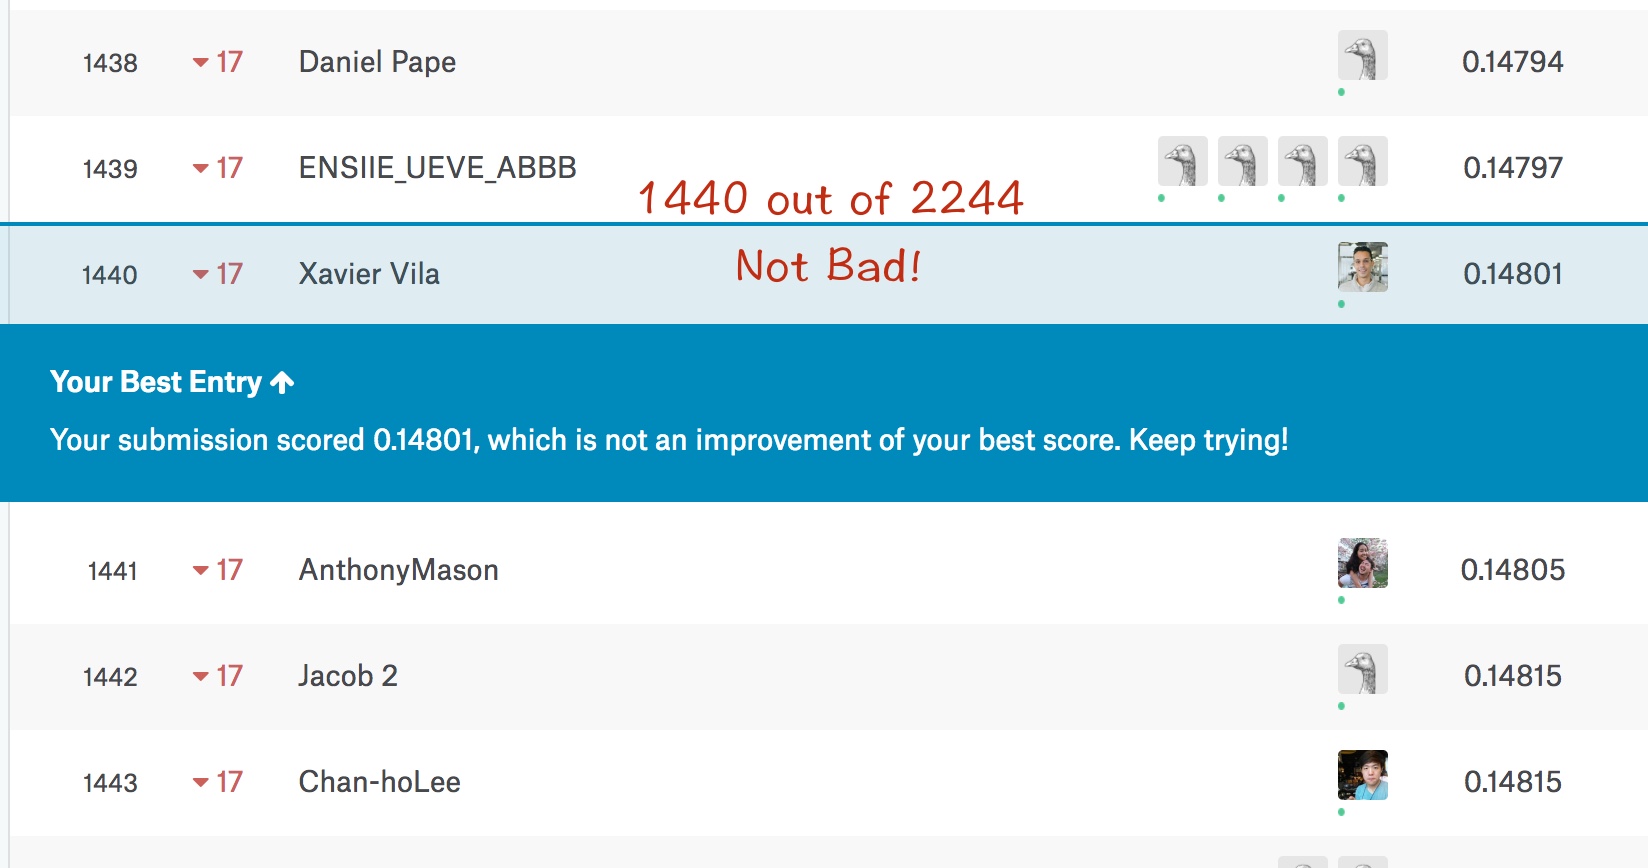 1438 17 Daniel Pape 0.14794
1439 17 ENSIIE_UEVE_ABBB 0.14797
1440 out of 2244
Not Bad!
1440 17 Xavier Vila 0.14801
Your Best Entry
Your submission scored 0.14801, which is not an improvement of your best score. Keep trying!
1441 17 AnthonyMason 0.14805
1442 17 Jacob 2 0.14815
1443 17 Chan-hoLee 0.14815